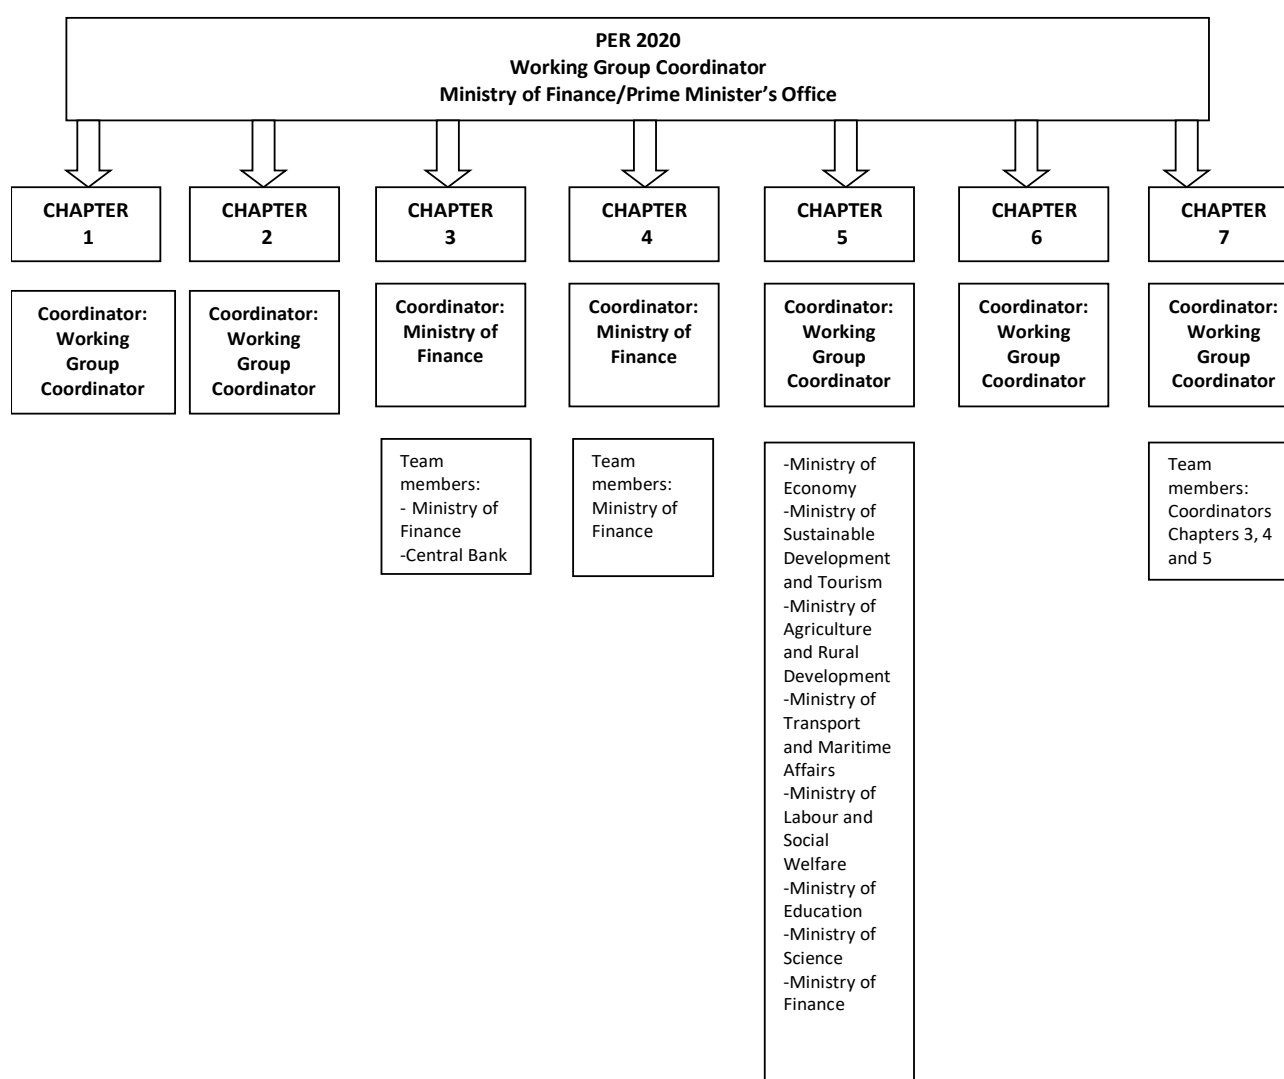 PER 2020
Working Group Coordinator
Ministry of Finance/Prime Minister’s Office
CHAPTER
1
CHAPTER
2
CHAPTER
3
CHAPTER
4
CHAPTER
5
CHAPTER
6
CHAPTER
7
Coordinator:
Working
Group
Coordinator
Coordinator:
Working
Group
Coordinator
Coordinator:
Ministry of
Finance
Coordinator:
Ministry of
Finance
Coordinator:
Working
Group
Coordinator
Coordinator:
Working
Group
Coordinator
Coordinator:
Working
Group
Coordinator
Team
members:
- Ministry of
Finance
-Central Bank
Team
members:
Ministry of
Finance
-Ministry of
Economy
-Ministry of
Sustainable
Development
and Tourism
-Ministry of
Agriculture
and Rural
Development
-Ministry of
Transport
and Maritime
Affairs
-Ministry of
Labour and
Social
Welfare
-Ministry of
Education
-Ministry of
Science
-Ministry of
Finance
Team
members:
Coordinators
Chapters 3, 4
and 5